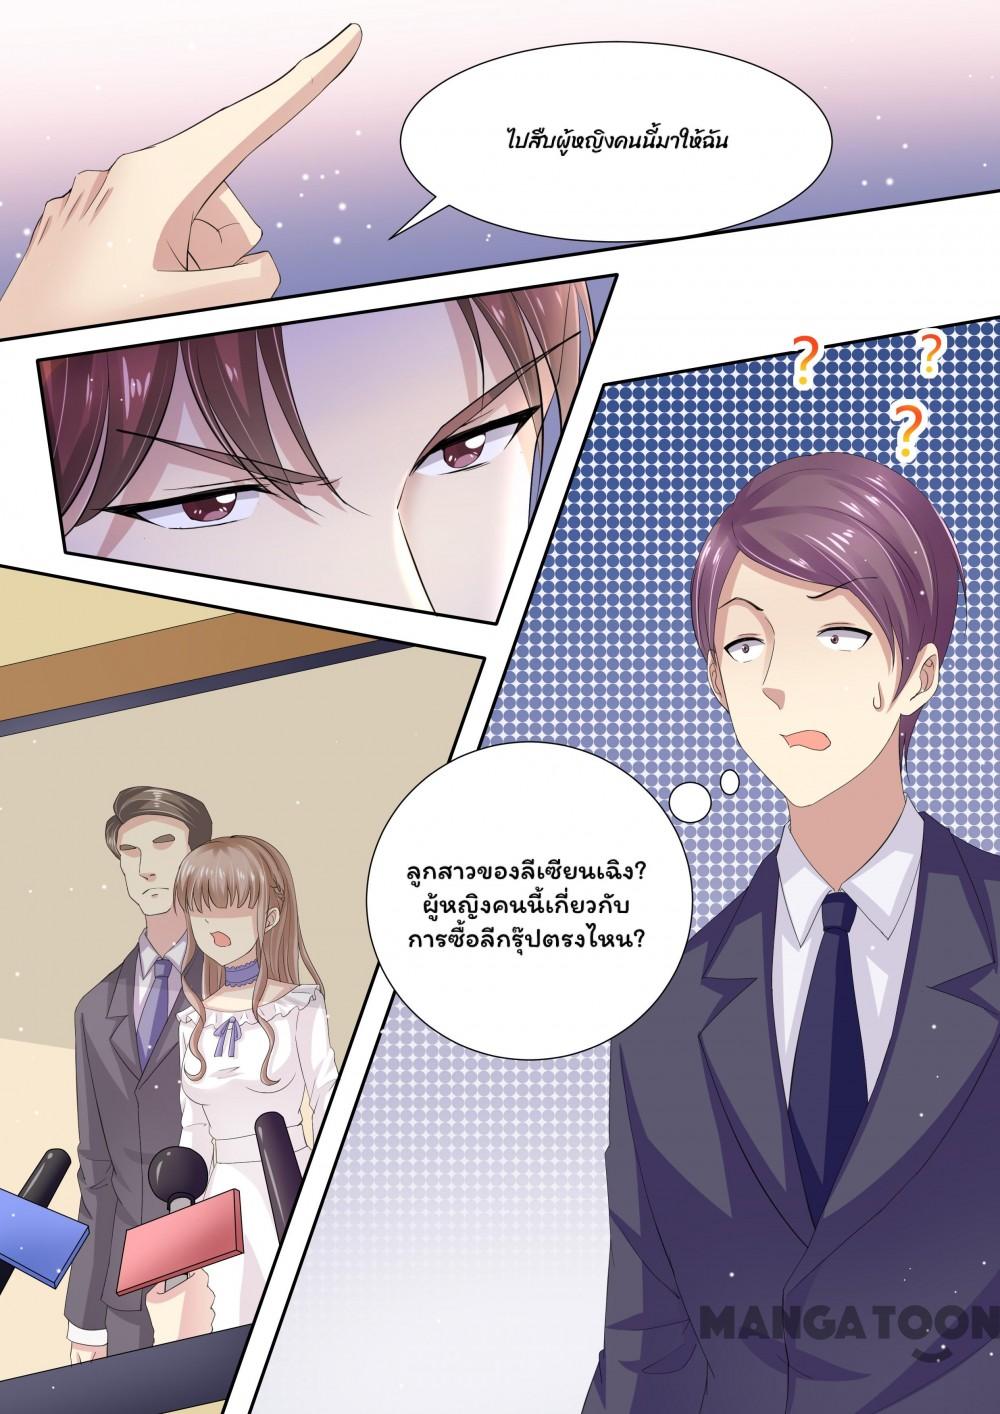 ไปสืบผู้หญิงคนนี้มาให้ฉัน
? ? ?
ลูกสาวของลีเซียนเฉิง?
ผู้หญิงคนนี้เกี่ยวกับ
การซื้อลีกรุ๊ปตรงไหน?
MANGATOON